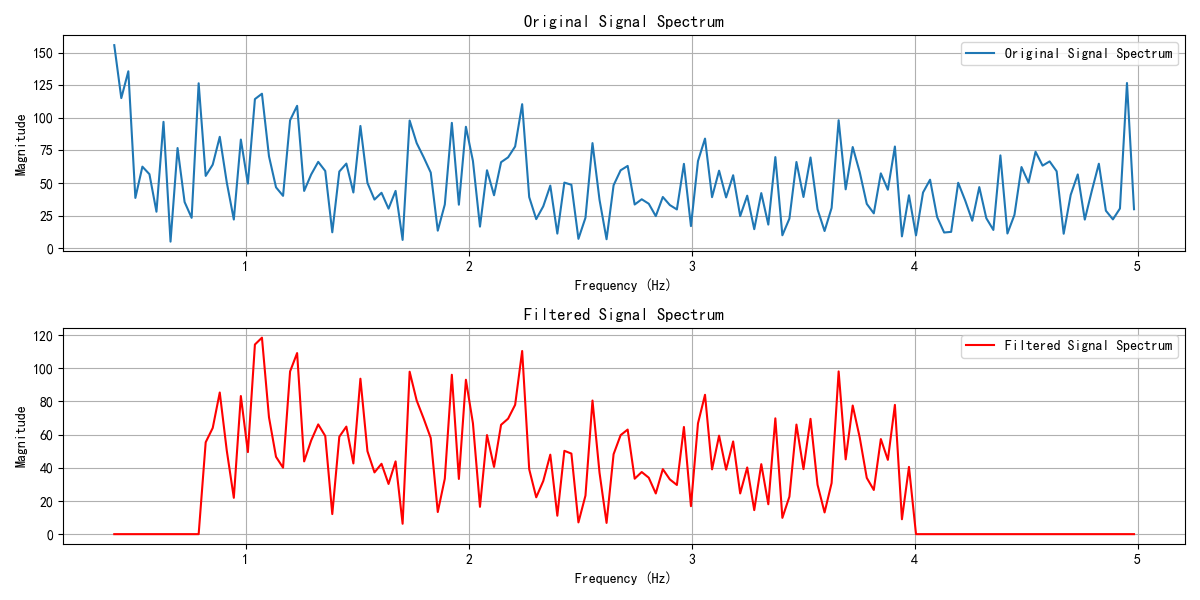 Original Signal Spectrum
Original Signal Spectrum
Magnitude
150
125
100
75
50
25
0
1 2 3 4 5
Frequency (Hz)
Filtered Signal Spectrum
Filtered Signal Spectrum
Magnitude
120
100
80
60
40
20
0
1 2 3 4 5
Frequency (Hz)